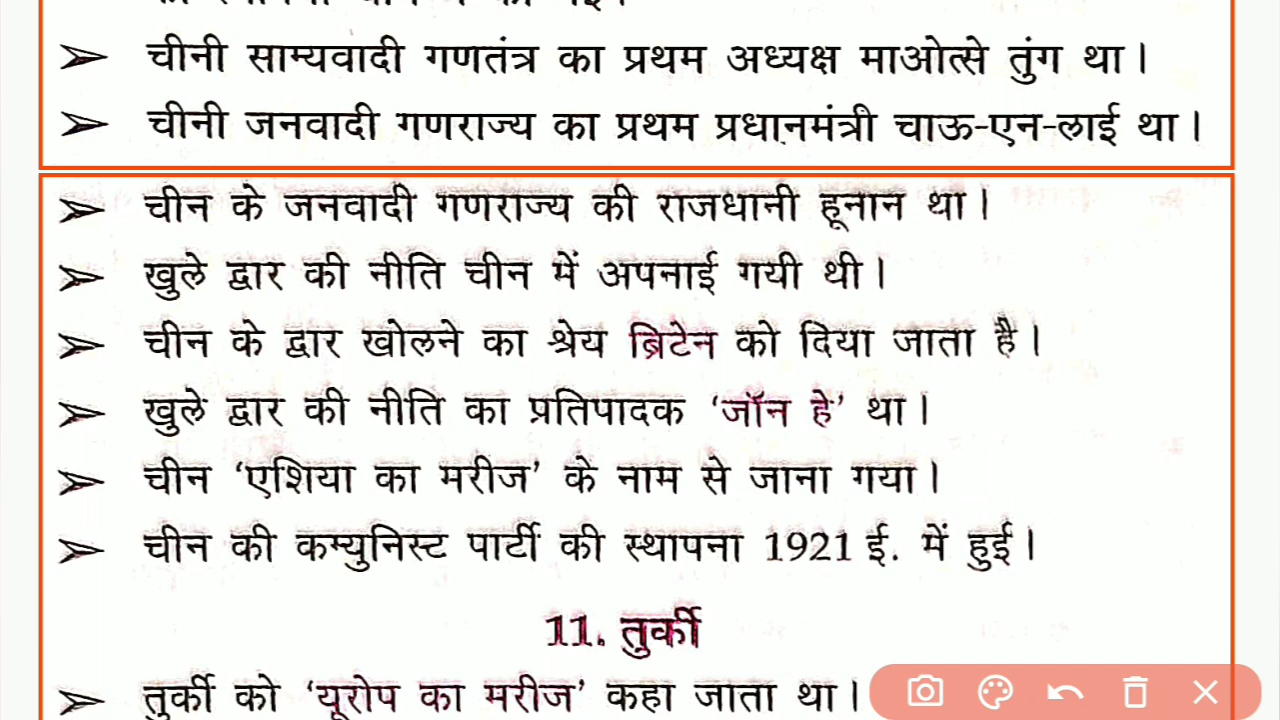 ➢ चीनी साम्यवादी गणतंत्र का प्रथम अध्यक्ष माओत्से तुंग था।
➢ चीनी जनवादी गणराज्य का प्रथम प्रधानमंत्री चाऊ-एन-लाई था।
➢ चीन के जनवादी गणराज्य की राजधानी हूनान था।
➢ खुले द्वार की नीति चीन में अपनाई गयी थी।
➢ चीन के द्वार खोलने का श्रेय ब्रिटेन को दिया जाता है।
➢ खुले द्वार की नीति का प्रतिपादक ‘जॉन हे’ था।
➢ चीन ‘एशिया का मरीज’ के नाम से जाना गया।
➢ चीन की कम्युनिस्ट पार्टी की स्थापना 1921 ई. में हुई।
11. तुर्की
➢ तुर्की को ‘यूरोप का मरीज’ कहा जाता था।